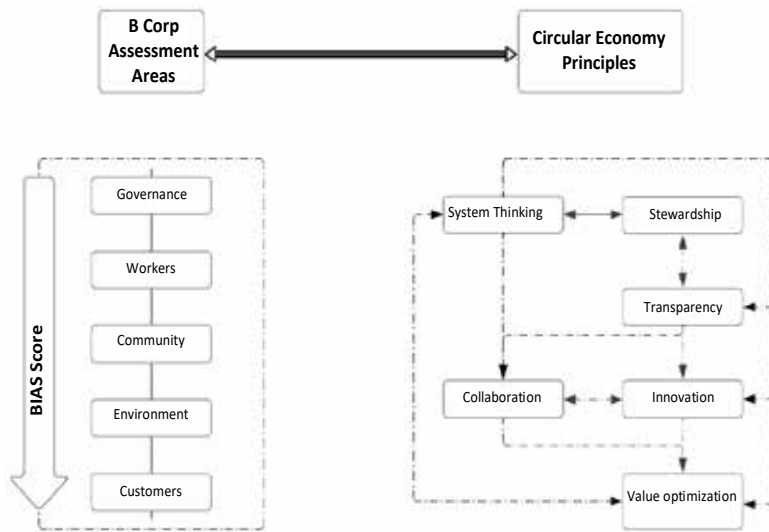 B Corp
Assessment
Areas
Circular Economy
Principles
BIAS Score
Governance
Workers
Community
Environment
Customers
System Thinking
Stewardship
Transparency
Collaboration
Innovation
Value optimization